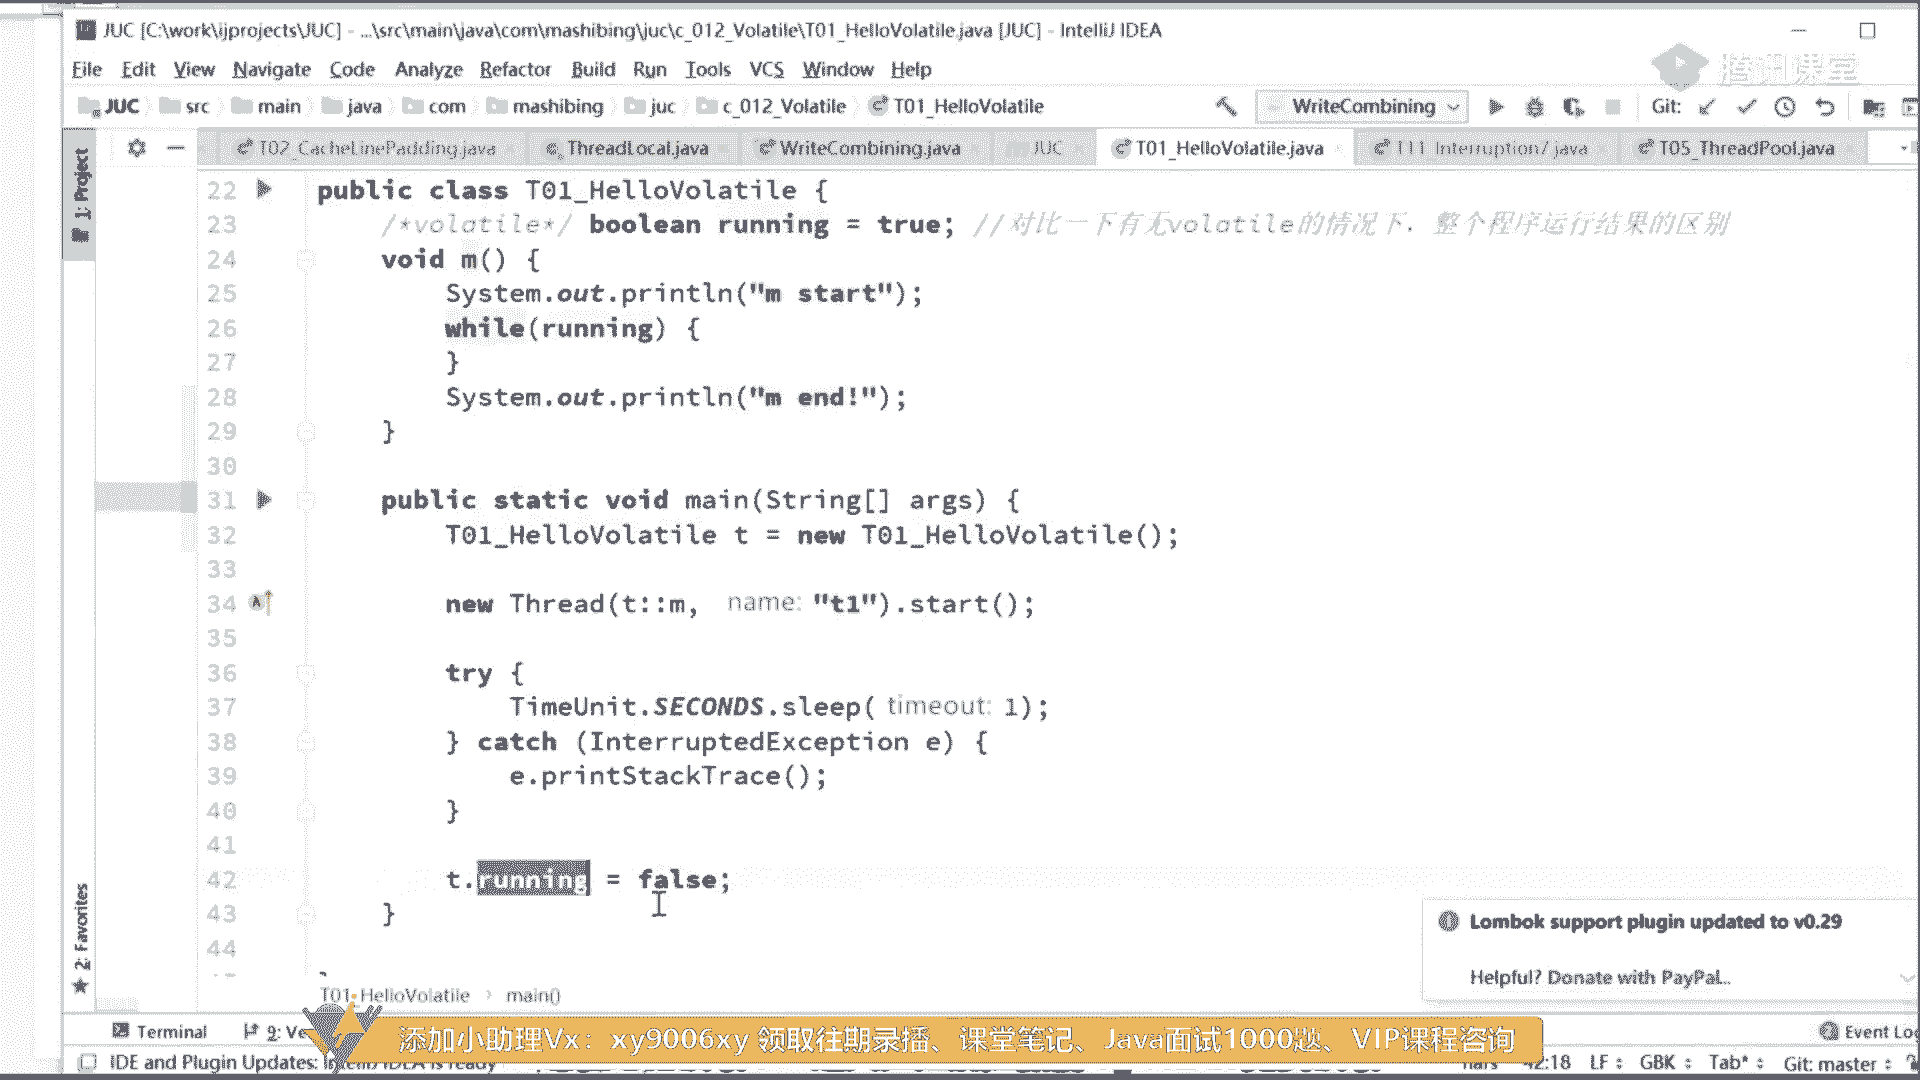 JUC [C:\work\ijprojects\JUC] - ...\src\main\java\com\mashibing\juc\c_012_Volatile\T01_HelloVolatile.java [JUC] - IntelliJ IDEA
腾讯课堂
File Edit View Navigate Code Analyze Refactor Build Run Tools VCS Window Help
JUC src main java com mashibing juc c_012_Volatile T01_HelloVolatile WriteCombining Git:
1: Project
T02_CacheLinePadding.java ThreadLocal.java WriteCombining.java JUC T01_HelloVolatile.java T05_ThreadPool.java
22 public class T01_HelloVolatile {
23 /*volatile*/ boolean running = true; //对比一下有无volatile的情况下，整个程序运行结果的区别
24 void m() {
25 System.out.println("m start");
26 while(running) {
27 }
28 System.out.println("m end!");
29 }
30
31 public static void main(String[] args) {
32 T01_HelloVolatile t = new T01_HelloVolatile();
33
34 new Thread(t::m, name: "t1").start();
35
36 try {
37 TimeUnit.SECONDS.sleep( timeout: 1);
38 } catch (InterruptedException e) {
39 e.printStackTrace();
40 }
41
42 t.running = false;
43 }
44
2: Favorites
Lombok support plugin updated to v0.29
Helpful? Donate with PayPal...
T01_HelloVolatile › main()
添加小助理Vx：xy9006xy 领取往期录播、课堂笔记、Java面试1000题、VIP课程咨询
Terminal 9: Event Log
IDE and Plugin Updates: 42:18 LF GBK Tab* Git: master